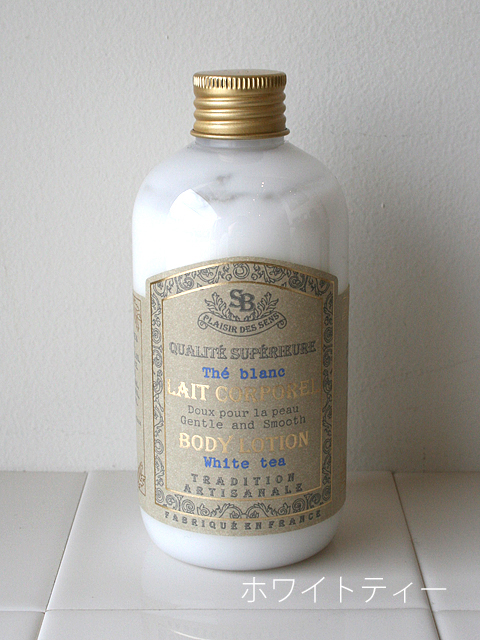 SB
PLAISIR DES SENS
QUALITÉ SUPÉRIEURE
Thé blanc
LAIT CORPOREL
Doux pour la peau
Gentle and Smooth
BODY LOTION
White tea
TRADITION
ARTISANALE
FABRIQUÉ EN FRANCE
ホワイトティー